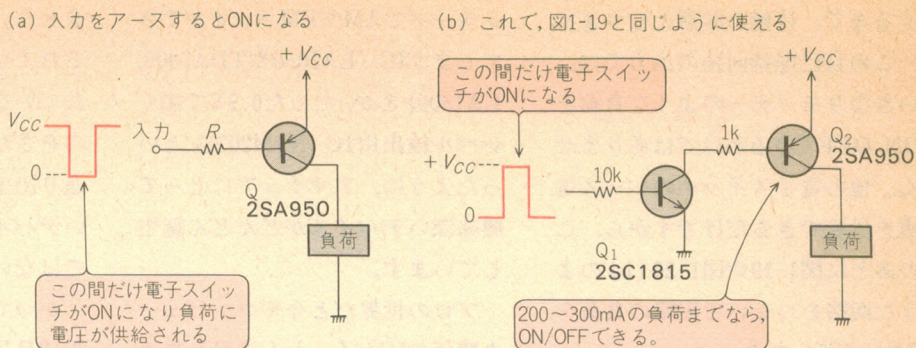 (a) 入力をアースするとONになる
+VCC
VCC
0
入力
R
Q
2SA950
負荷
この間だけ電子スイッ
チがONになり負荷に
電圧が供給される
(b) これで,図1-19と同じように使える
この間だけ電子スイッ
チがONになる
+VCC
+VCC
0
10k
1k
Q1
2SC1815
Q2
2SA950
負荷
200〜300mAの負荷までなら,
ON/OFFできる。